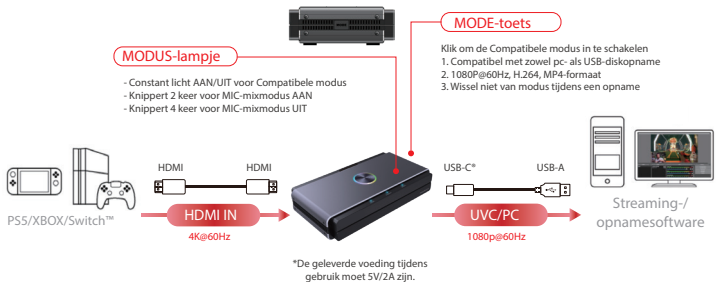 MODE-toets
Klik om de Compatibele modus in te schakelen
1. Compatibel met zowel pc- als USB-diskopname
2. 1080P@60Hz, H.264, MP4-formaat
3. Wissel niet van modus tijdens een opname
MODUS-lampje
- Constant licht AAN/UIT voor Compatibele modus
- Knippert 2 keer voor MIC-mixmodus AAN
- Knippert 4 keer voor MIC-mixmodus UIT
PS5/XBOX/Switch™
HDMI
HDMI
HDMI IN
4K@60Hz
USB-C*
USB-A
UVC/PC
1080p@60Hz
Streaming-/
opnamesoftware
*De geleverde voeding tijdens
gebruik moet 5V/2A zijn.